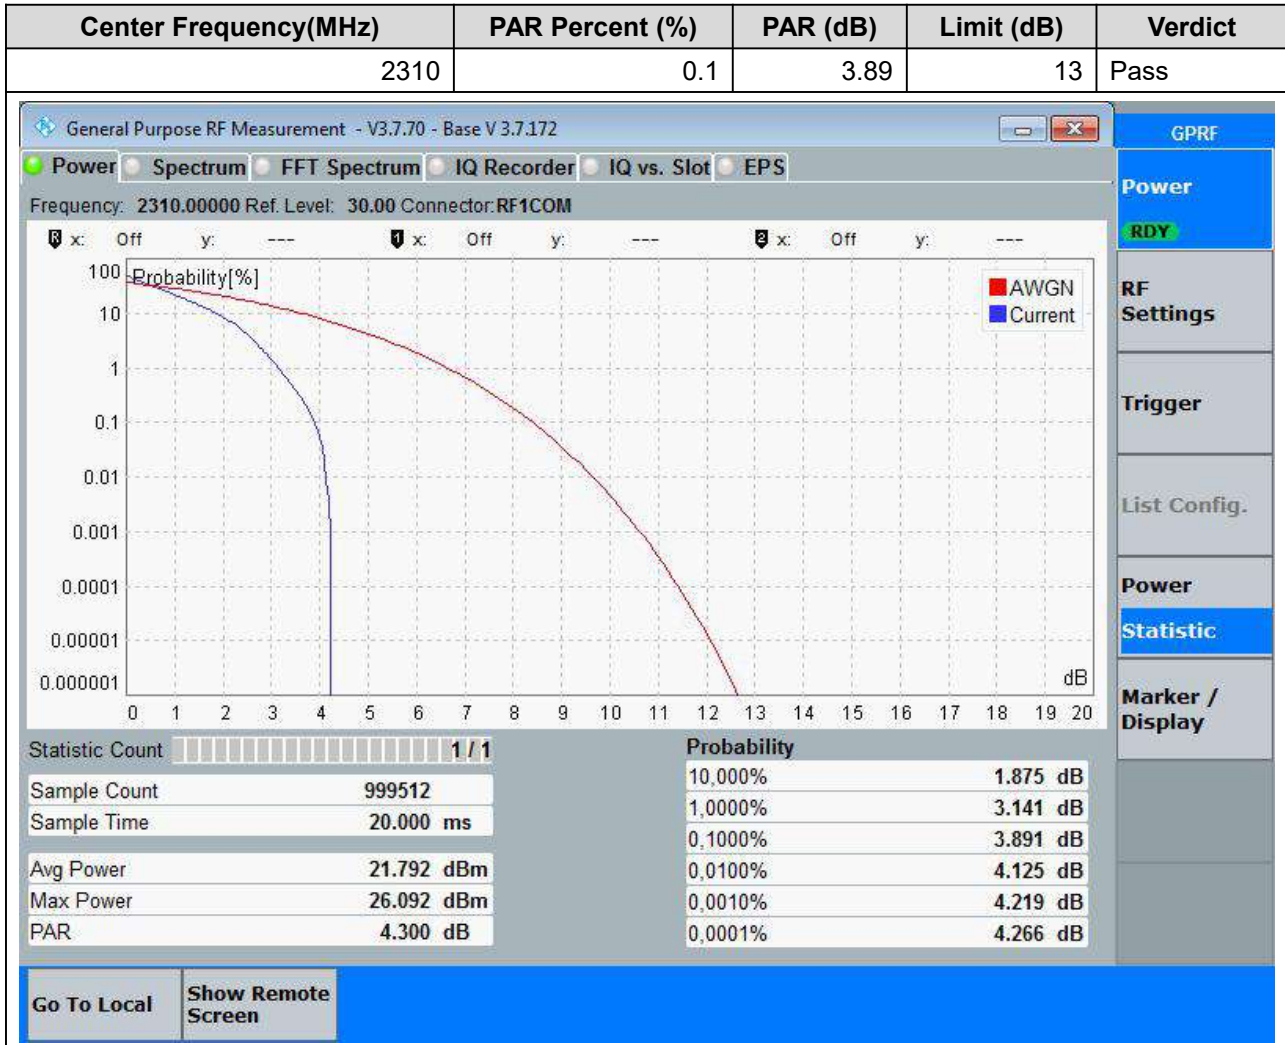 Center Frequency(MHz) PAR Percent (%) PAR (dB) Limit (dB) Verdict
2310 0.1 3.89 13 Pass
General Purpose RF Measurement - V3.7.70 - Base V 3.7.172
GPRF
Power Spectrum FFT Spectrum IQ Recorder IQ vs. Slot EPS
Frequency: 2310.00000 Ref. Level: 30.00 Connector:RF1COM
R x: Off y: --- 1 x: Off y: --- 2 x: Off y: ---
100 Probability[%]
10
1
0.1
0.01
0.001
0.0001
0.00001
0.000001
AWGN
Current
dB
0 1 2 3 4 5 6 7 8 9 10 11 12 13 14 15 16 17 18 19 20
Statistic Count 1 / 1
Sample Count 999512
Sample Time 20.000 ms
Avg Power 21.792 dBm
Max Power 26.092 dBm
PAR 4.300 dB
Probability
10,000% 1.875 dB
1,0000% 3.141 dB
0,1000% 3.891 dB
0,0100% 4.125 dB
0,0010% 4.219 dB
0,0001% 4.266 dB
Power
RDY
RF
Settings
Trigger
List Config.
Power
Statistic
Marker /
Display
Go To Local
Show Remote
Screen